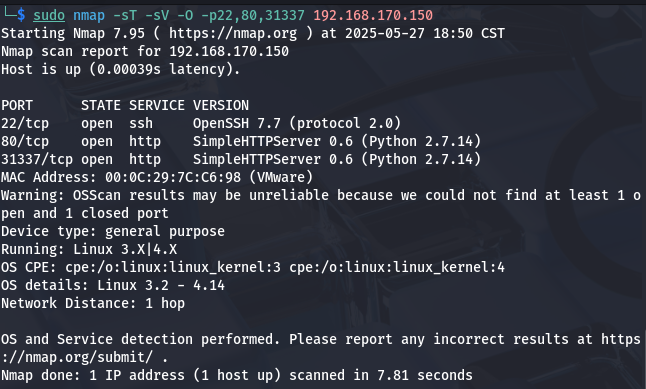 └─$ sudo nmap -sT -sV -O -p22,80,31337 192.168.170.150
Starting Nmap 7.95 ( https://nmap.org ) at 2025-05-27 18:50 CST
Nmap scan report for 192.168.170.150
Host is up (0.00039s latency).

PORT      STATE SERVICE VERSION
22/tcp    open  ssh     OpenSSH 7.7 (protocol 2.0)
80/tcp    open  http    SimpleHTTPServer 0.6 (Python 2.7.14)
31337/tcp open  http    SimpleHTTPServer 0.6 (Python 2.7.14)
MAC Address: 00:0C:29:7C:C6:98 (VMware)
Warning: OSScan results may be unreliable because we could not find at least 1 o
pen and 1 closed port
Device type: general purpose
Running: Linux 3.X|4.X
OS CPE: cpe:/o:linux:linux_kernel:3 cpe:/o:linux:linux_kernel:4
OS details: Linux 3.2 - 4.14
Network Distance: 1 hop

OS and Service detection performed. Please report any incorrect results at https
://nmap.org/submit/ .
Nmap done: 1 IP address (1 host up) scanned in 7.81 seconds